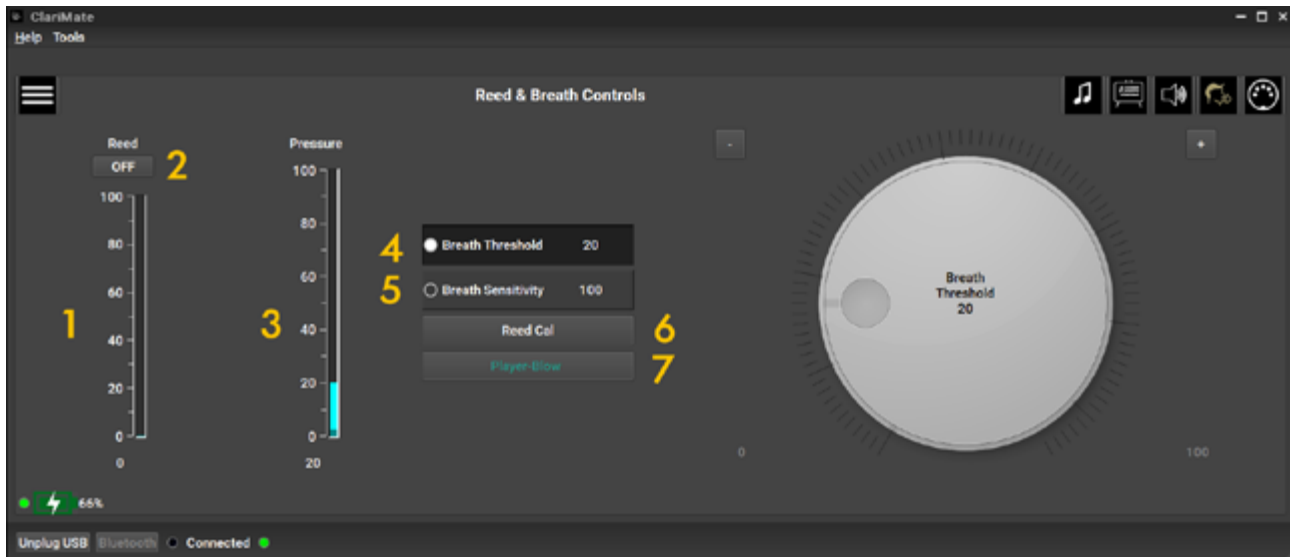 ClariMate
Help Tools
Reed & Breath Controls
Reed
OFF
2
100
80
60
40
20
0
0
1
Pressure
100
80
60
40
20
0
20
3
4
Breath Threshold 20
5
Breath Sensitivity 100
Reed Cal
6
Player-Blow
7
-
+
Breath
Threshold
20
0
100
66%
Unplug USB Bluetooth Connected